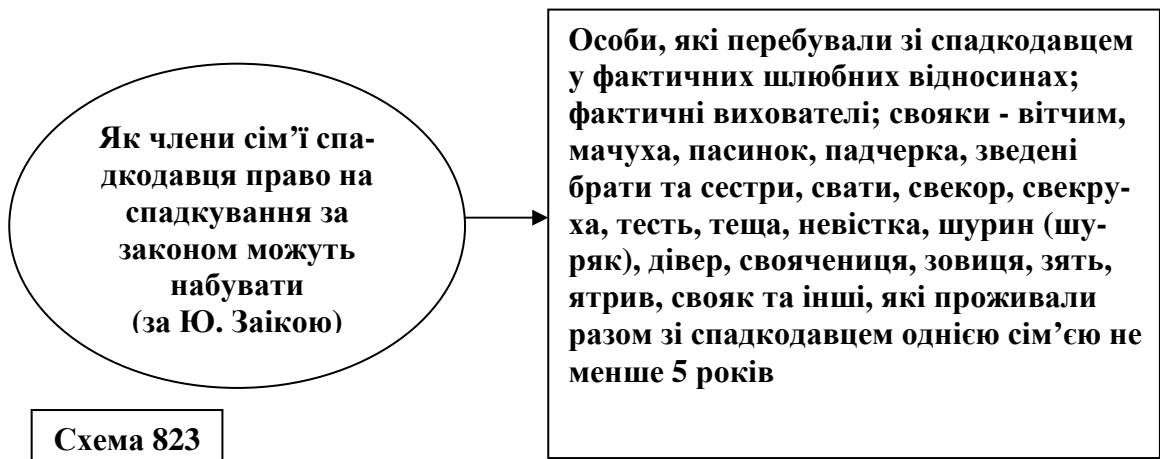 Як члени сім’ї спа-
дкодавця право на
спадкування за
законом можуть
набувати
(за Ю. Заікою)
Особи, які перебували зі спадкодавцем
у фактичних шлюбних відносинах;
фактичні вихователі; свояки - вітчим,
мачуха, пасинок, падчерка, зведені
брати та сестри, свати, свекор, свекру-
ха, тесть, теща, невістка, шурин (шу-
ряк), дівер, своячениця, зовиця, зять,
ятрив, свояк та інші, які проживали
разом зі спадкодавцем однією сім’єю не
менше 5 років
Схема 823